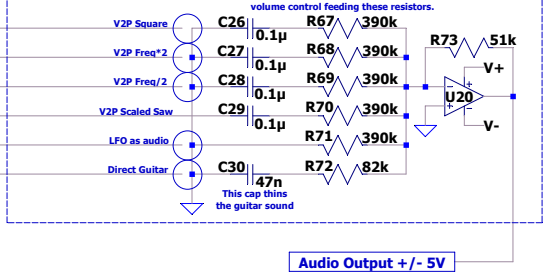 volume control feeding these resistors.
V2P Square C26 0.1µ R67 390k
V2P Freq*2 C27 0.1µ R68 390k
V2P Freq/2 C28 0.1µ R69 390k
V2P Scaled Saw C29 0.1µ R70 390k
LFO as audio R71 390k
Direct Guitar C30 47n R72 82k
This cap thins
the guitar sound
R73 51k
V+
U20
V-
Audio Output +/- 5V